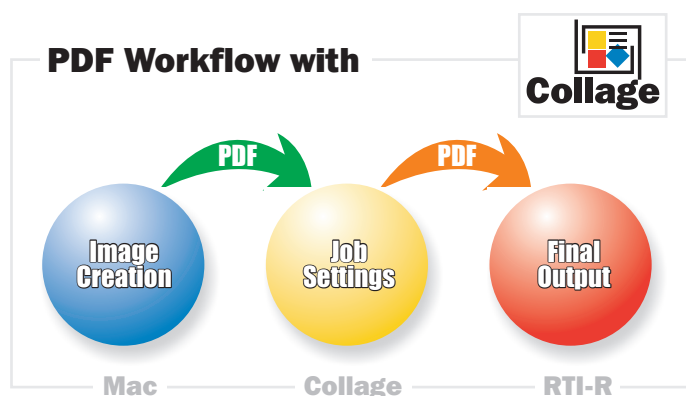 PDF Workflow with
Collage
PDF
PDF
Image
Creation
Job
Settings
Final
Output
Mac
Collage
RTI-R